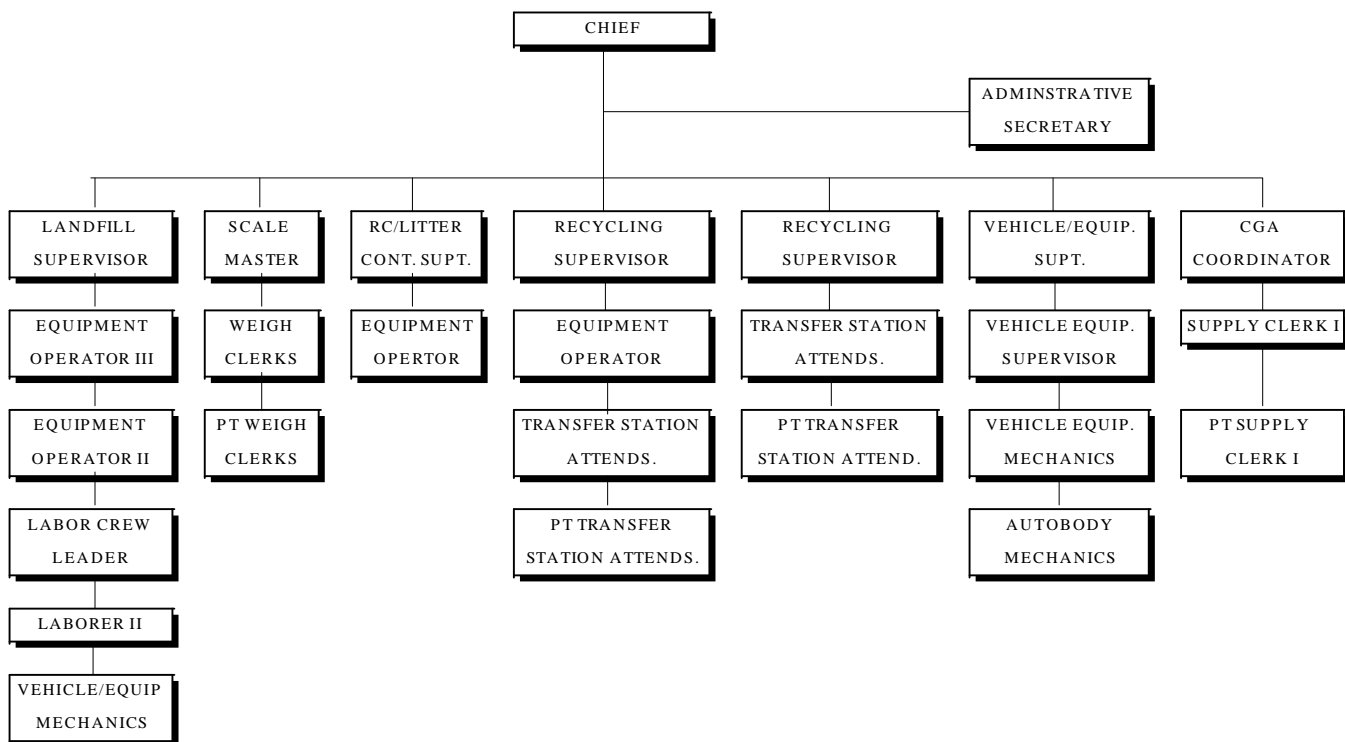 CHIEF
ADMINSTRATIVE
SECRETARY
LANDFILL
SUPERVISOR
SCALE
MASTER
RC/LITTER
CONT. SUPT.
RECYCLING
SUPERVISOR
RECYCLING
SUPERVISOR
VEHICLE/EQUIP.
SUPT.
CGA
COORDINATOR
EQUIPMENT
OPERATOR III
WEIGH
CLERKS
EQUIPMENT
OPERTOR
EQUIPMENT
OPERATOR
TRANSFER STATION
ATTENDS.
VEHICLE EQUIP.
SUPERVISOR
SUPPLY CLERK I
EQUIPMENT
OPERATOR II
PT WEIGH
CLERKS
TRANSFER STATION
ATTENDS.
PT TRANSFER
STATION ATTEND.
VEHICLE EQUIP.
MECHANICS
PT SUPPLY
CLERK I
LABOR CREW
LEADER
PT TRANSFER
STATION ATTENDS.
AUTOBODY
MECHANICS
LABORER II
VEHICLE/EQUIP
MECHANICS